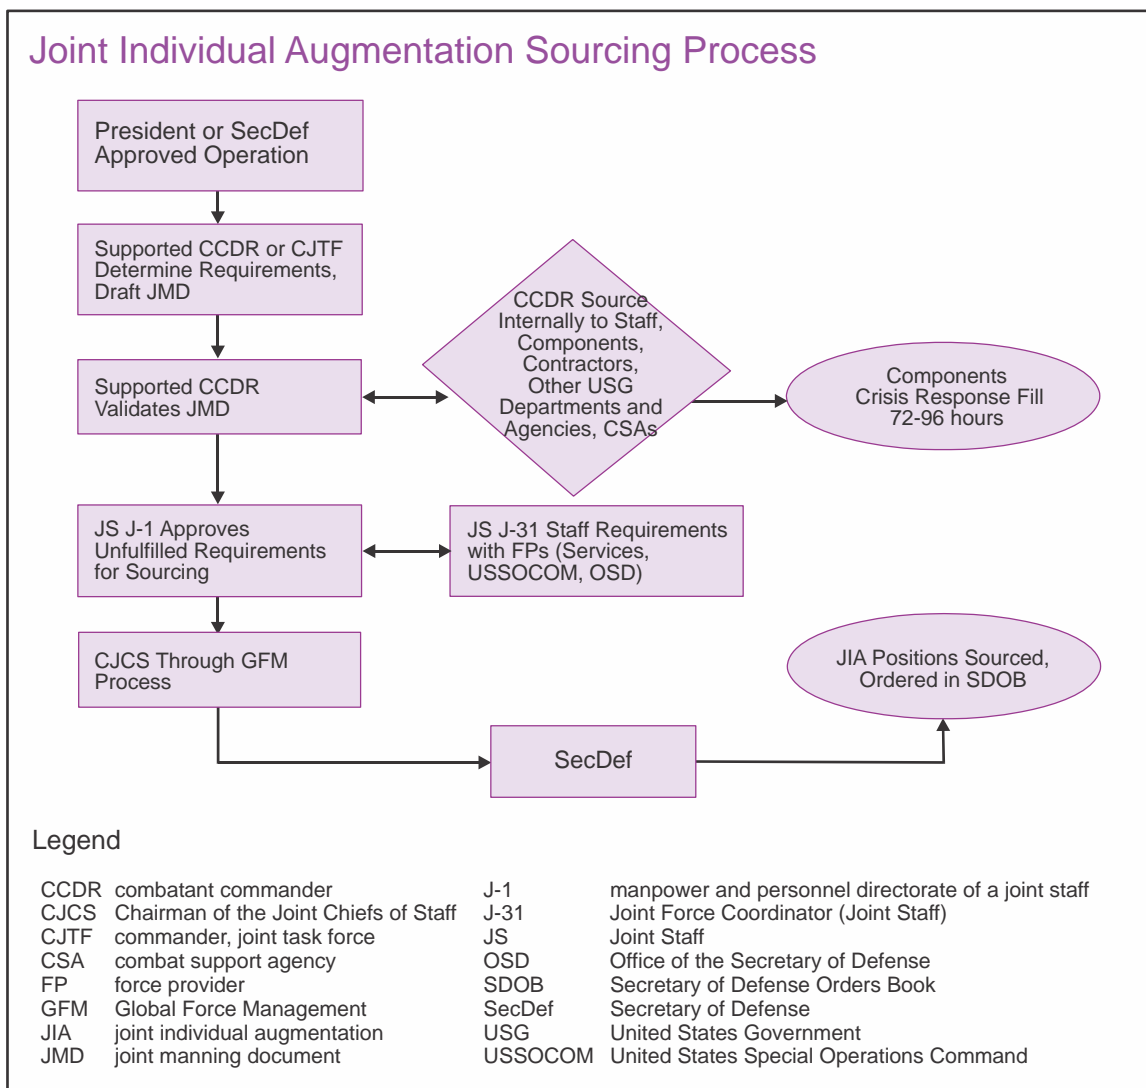 Joint Individual Augmentation Sourcing Process
President or SecDef
Approved Operation
Supported CCDR or CJTF
Determine Requirements,
Draft JMD
CCDR Source
Internally to Staff,
Components,
Contractors,
Other USG
Departments and
Agencies, CSAs
Supported CCDR
Validates JMD
Components
Crisis Response Fill
72-96 hours
JS J-1 Approves
Unfulfilled Requirements
for Sourcing
JS J-31 Staff Requirements
with FPs (Services,
USSOCOM, OSD)
CJCS Through GFM
Process
JIA Positions Sourced,
Ordered in SDOB
SecDef
Legend
CCDR combatant commander
CJCS Chairman of the Joint Chiefs of Staff
CJTF commander, joint task force
CSA combat support agency
FP force provider
GFM Global Force Management
JIA joint individual augmentation
JMD joint manning document
J-1 manpower and personnel directorate of a joint staff
J-31 Joint Force Coordinator (Joint Staff)
JS Joint Staff
OSD Office of the Secretary of Defense
SDOB Secretary of Defense Orders Book
SecDef Secretary of Defense
USG United States Government
USSOCOM United States Special Operations Command